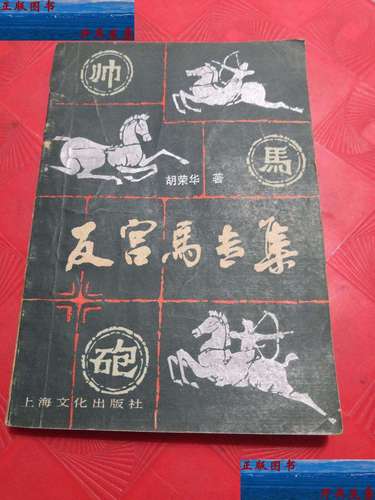 正版图书
帅
馬
胡荣华 著
反宫馬专集
砲
上海文化出版社
正版图书